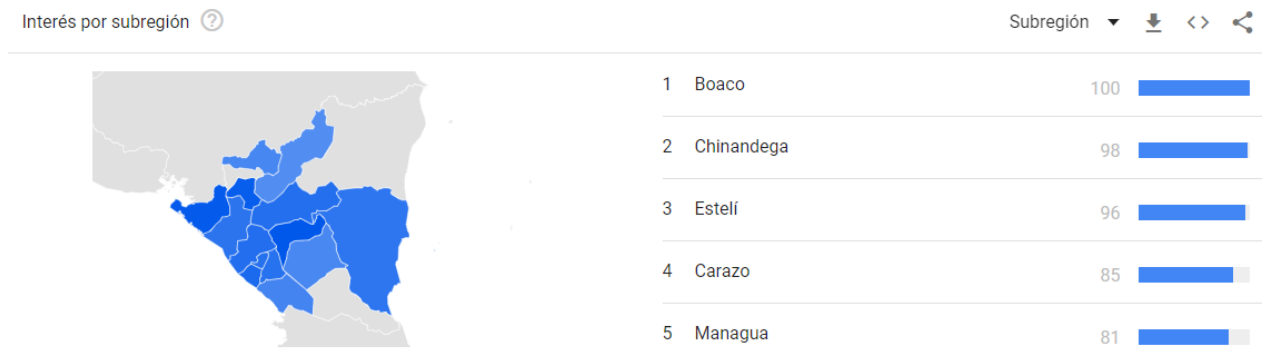 Interés por subregión ?
Subregión
1 Boaco 100
2 Chinandega 98
3 Estelí 96
4 Carazo 85
5 Managua 81